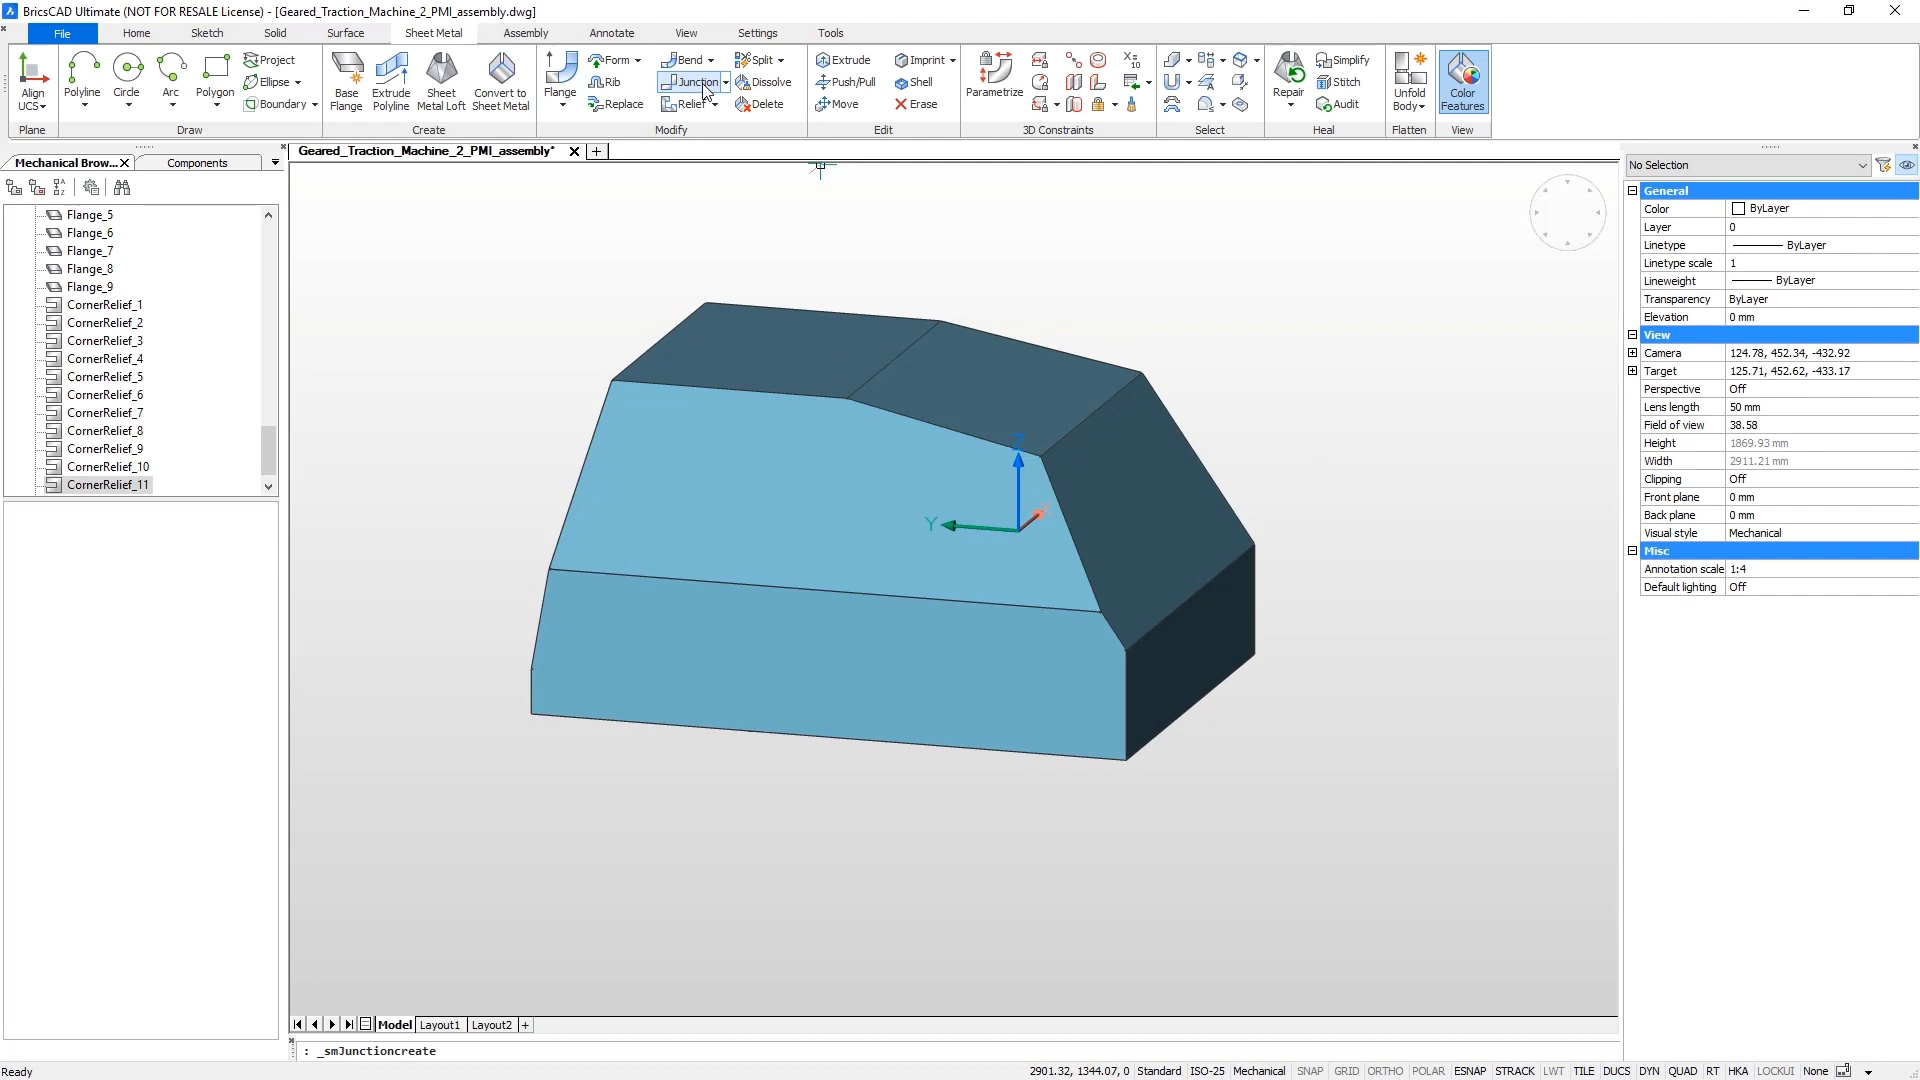 BricsCAD Ultimate (NOT FOR RESALE License) - [Geared_Traction_Machine_2_PMI_assembly.dwg]
File Home Sketch Solid Surface Sheet Metal Assembly Annotate View Settings Tools
Align UCS
Polyline Circle Arc Polygon
Project
Ellipse
Boundary
Base Flange
Extrude Polyline
Sheet Metal Loft
Convert to Sheet Metal
Flange
Form
Rib
Replace
Bend
Junction
Relief
Split
Dissolve
Delete
Extrude
Push/Pull
Move
Imprint
Shell
Erase
Parametrize
Repair
Simplify
Stitch
Audit
Unfold Body
Color Features
Plane Draw Create Modify Edit 3D Constraints Select Heal Flatten View
Mechanical Brow... Components
Geared_Traction_Machine_2_PMI_assembly*
Flange_5
Flange_6
Flange_7
Flange_8
Flange_9
CornerRelief_1
CornerRelief_2
CornerRelief_3
CornerRelief_4
CornerRelief_5
CornerRelief_6
CornerRelief_7
CornerRelief_8
CornerRelief_9
CornerRelief_10
CornerRelief_11
Z
Y
No Selection
General
Color ByLayer
Layer 0
Linetype ByLayer
Linetype scale 1
Lineweight ByLayer
Transparency ByLayer
Elevation 0 mm
View
Camera 124.78, 452.34, -432.92
Target 125.71, 452.62, -433.17
Perspective Off
Lens length 50 mm
Field of view 38.58
Height 1869.93 mm
Width 2911.21 mm
Clipping Off
Front plane 0 mm
Back plane 0 mm
Visual style Mechanical
Misc
Annotation scale 1:4
Default lighting Off
Model Layout1 Layout2 +
: _smJunctioncreate
Ready 2901.32, 1344.07, 0 Standard ISO-25 Mechanical SNAP GRID ORTHO POLAR ESNAP STRACK LWT TILE DUCS DYN QUAD RT HKA LOCKUI None